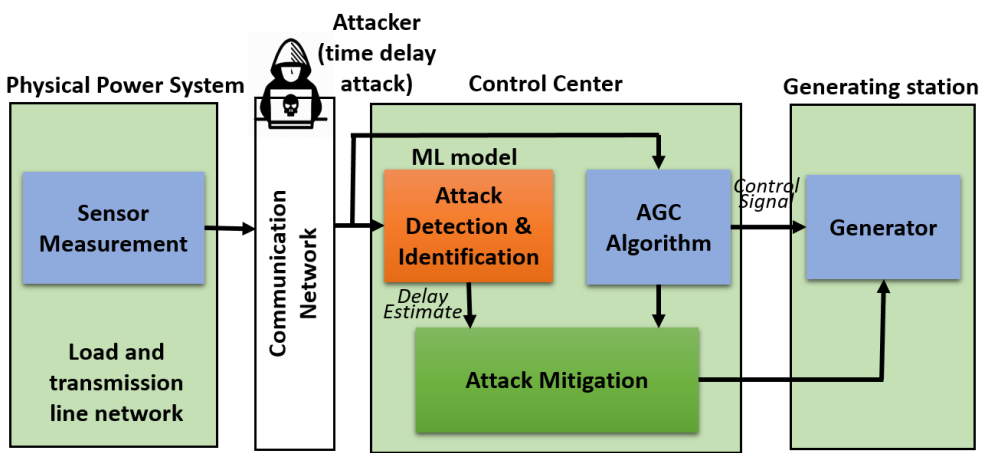 Attacker
(time delay
attack)
Physical Power System
Control Center
Generating station
Sensor
Measurement
Load and
transmission
line network
Communication
Network
ML model
Attack
Detection &
Identification
AGC
Algorithm
Control
Signal
Generator
Delay
Estimate
Attack Mitigation